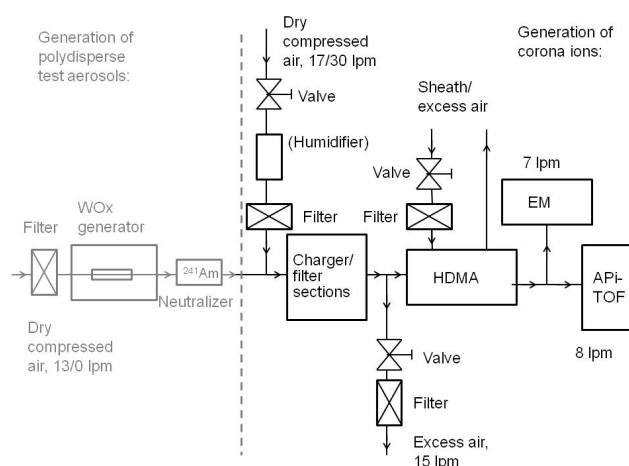 Generation of
polydisperse
test aerosols:
Dry
compressed
air, 17/30 lpm
Generation of
corona ions:
Valve
Sheath/
excess air
(Humidifier)
Valve
7 lpm
WOx
generator
Filter
Filter
Filter
EM
Charger/
filter
sections
HDMA
APi-
TOF
241Am
Neutralizer
Dry
compressed
air, 13/0 lpm
Valve
8 lpm
Filter
Excess air,
15 lpm